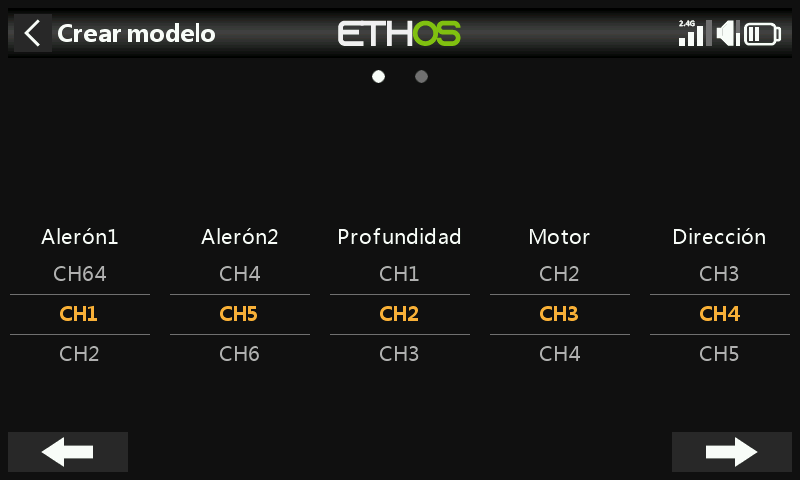 Crear modelo
ETHOS
2.4G
Alerón1 Alerón2 Profundidad Motor Dirección
CH64 CH4 CH1 CH2 CH3
CH1 CH5 CH2 CH3 CH4
CH2 CH6 CH3 CH4 CH5